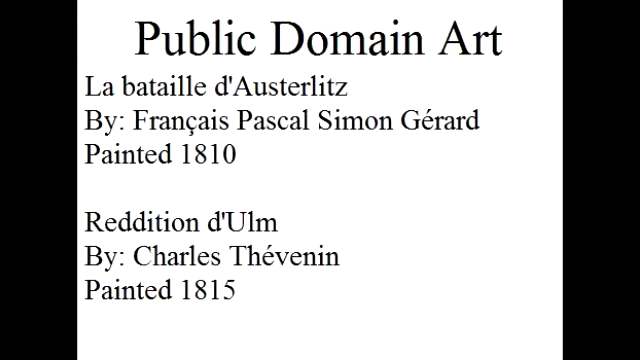 Public Domain Art
La bataille d'Austerlitz
By: Français Pascal Simon Gérard
Painted 1810
Reddition d'Ulm
By: Charles Thévenin
Painted 1815